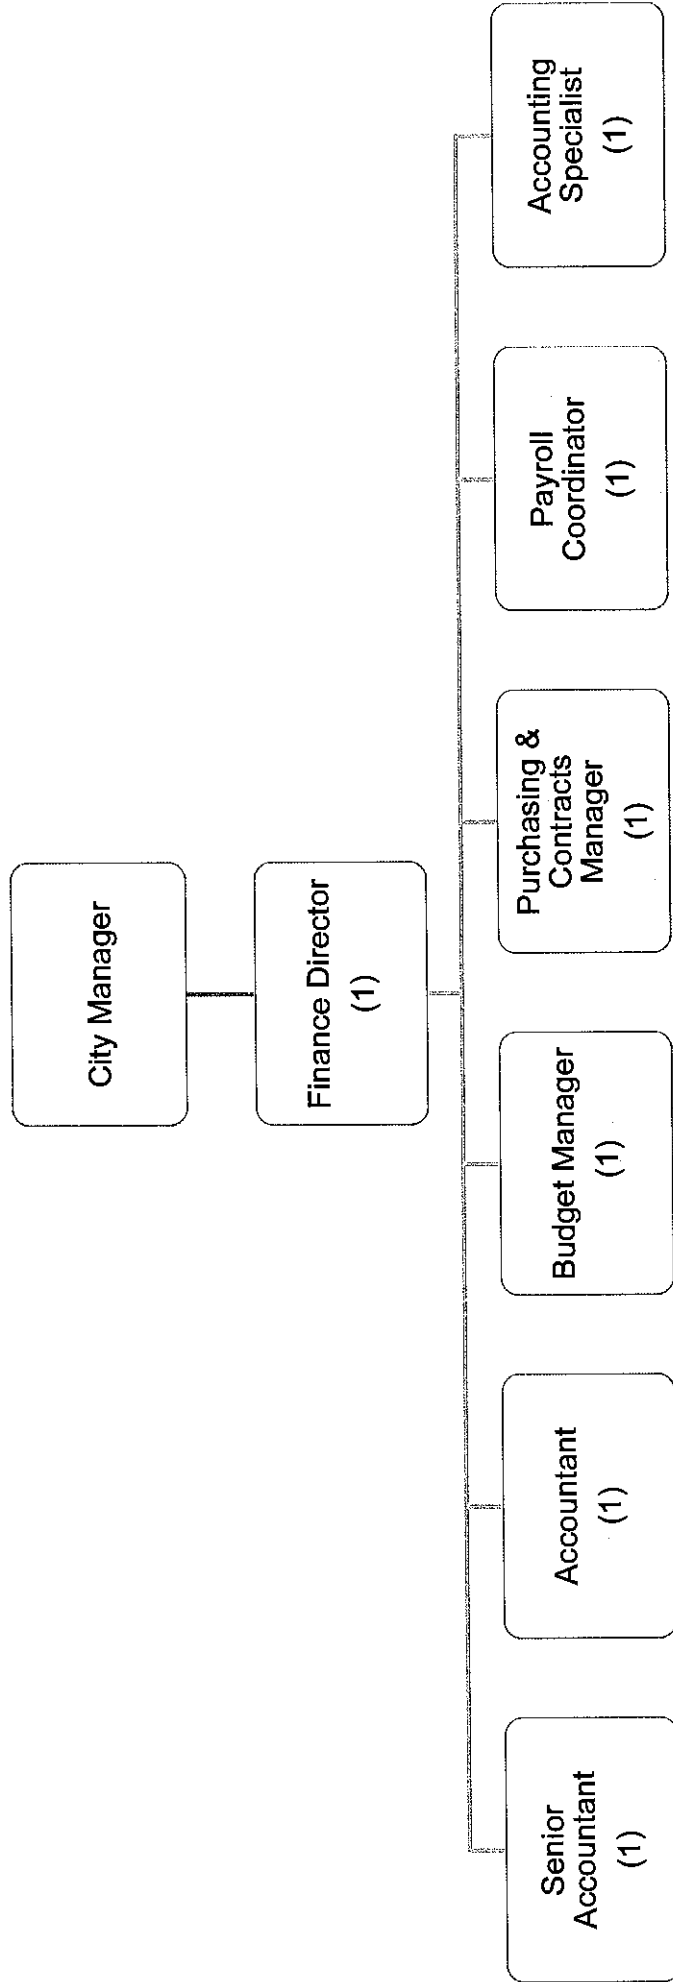 City Manager
Finance Director
(1)
Senior
Accountant
(1)
Accountant
(1)
Budget Manager
(1)
Purchasing &
Contracts
Manager
(1)
Payroll
Coordinator
(1)
Accounting
Specialist
(1)